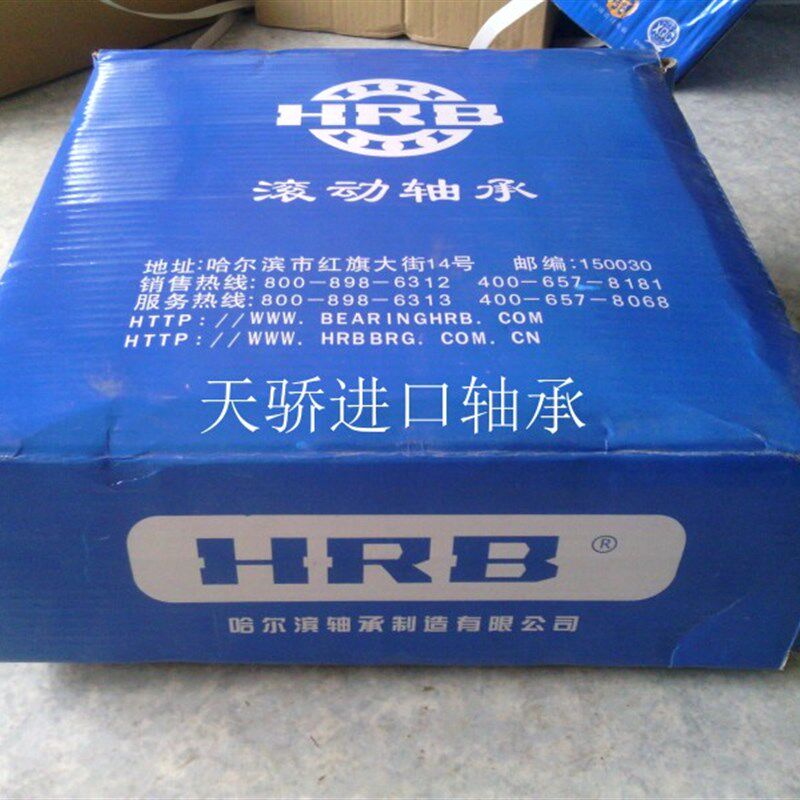 HRB
滚动轴承
地址:哈尔滨市红旗大街14号 邮编:150030
销售热线:800-898-6312 400-657-8181
服务热线:800-898-6313 400-657-8068
HTTP://WWW. BEARINGHRB. COM
HTTP://WWW. HRBBRG. COM. CN
天骄进口轴承
HRB®
哈尔滨轴承制造有限公司